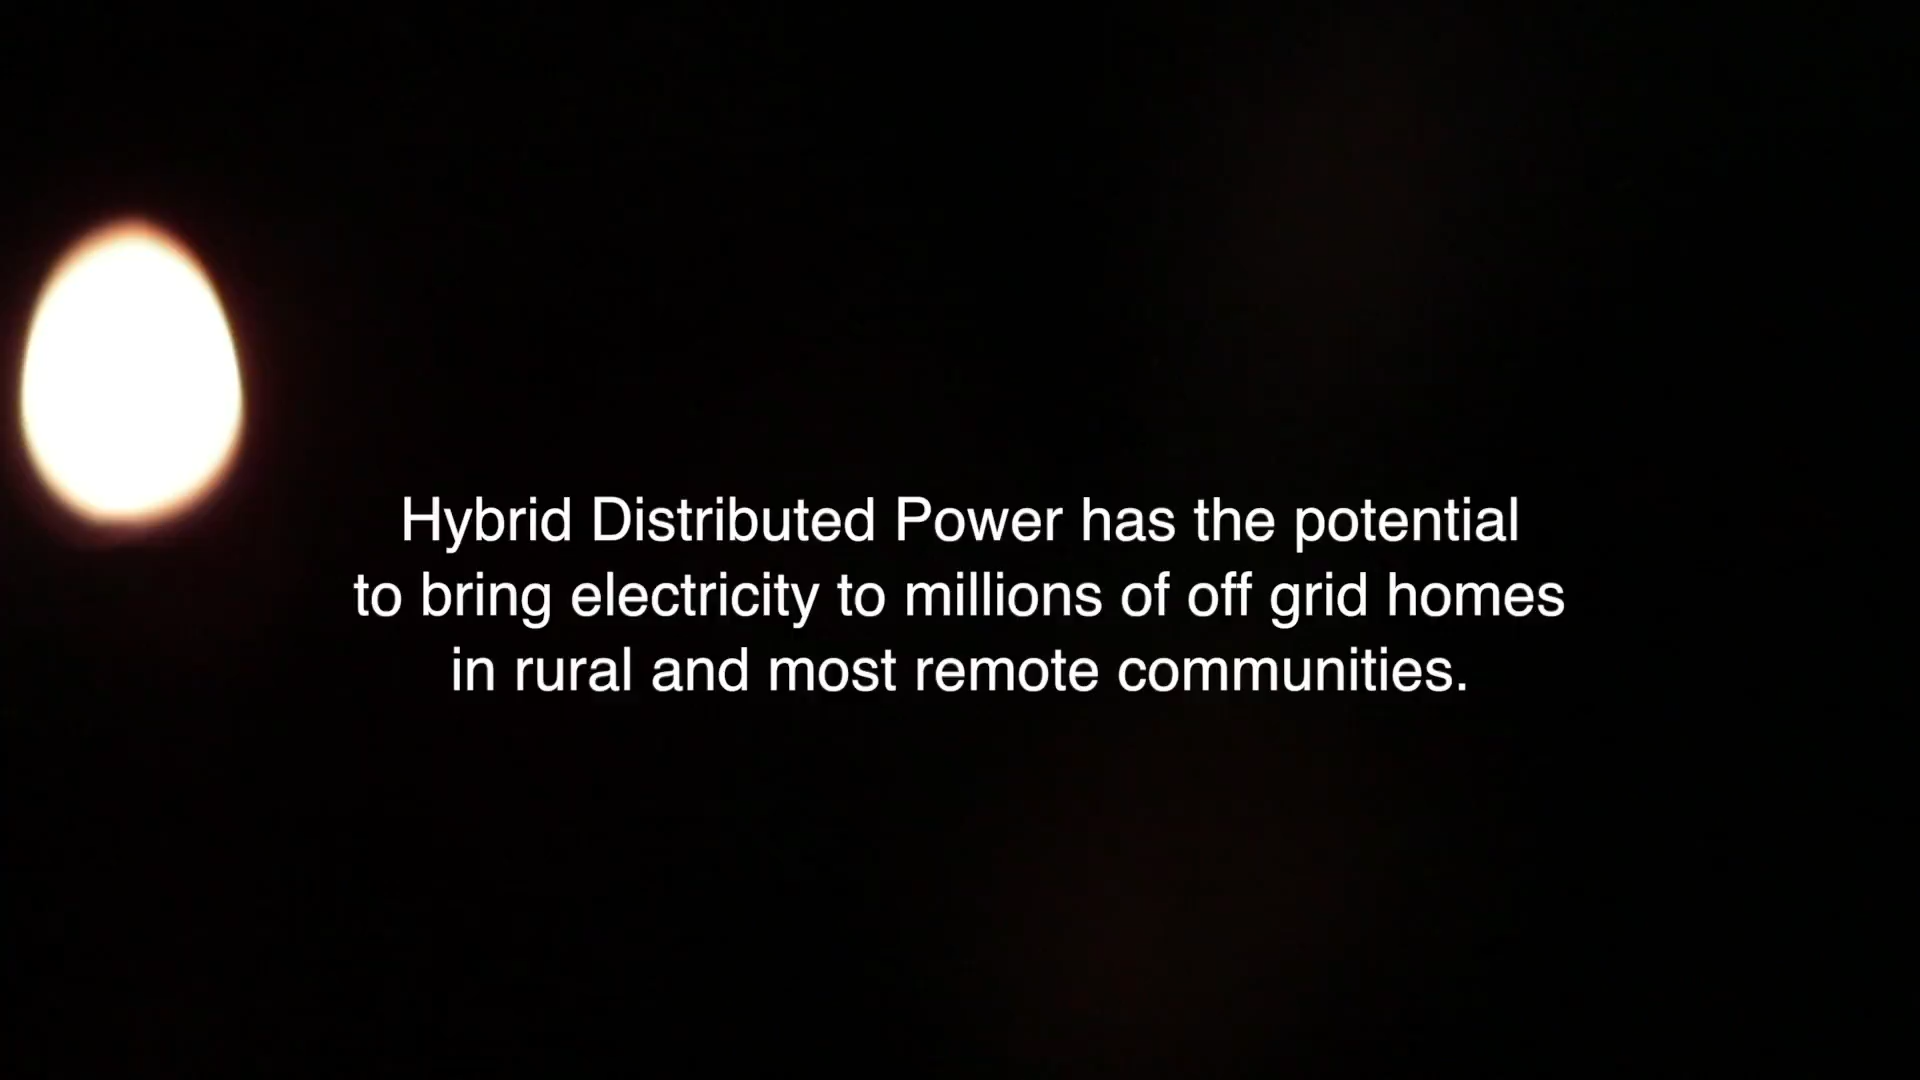 Hybrid Distributed Power has the potential
to bring electricity to millions of off grid homes
in rural and most remote communities.